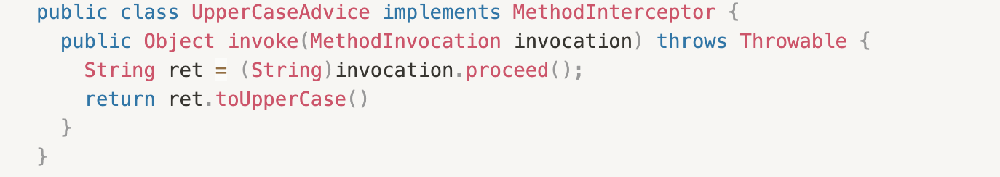 public class UpperCaseAdvice implements MethodInterceptor {
  public Object invoke(MethodInvocation invocation) throws Throwable {
    String ret = (String)invocation.proceed();
    return ret.toUpperCase()
  }
}